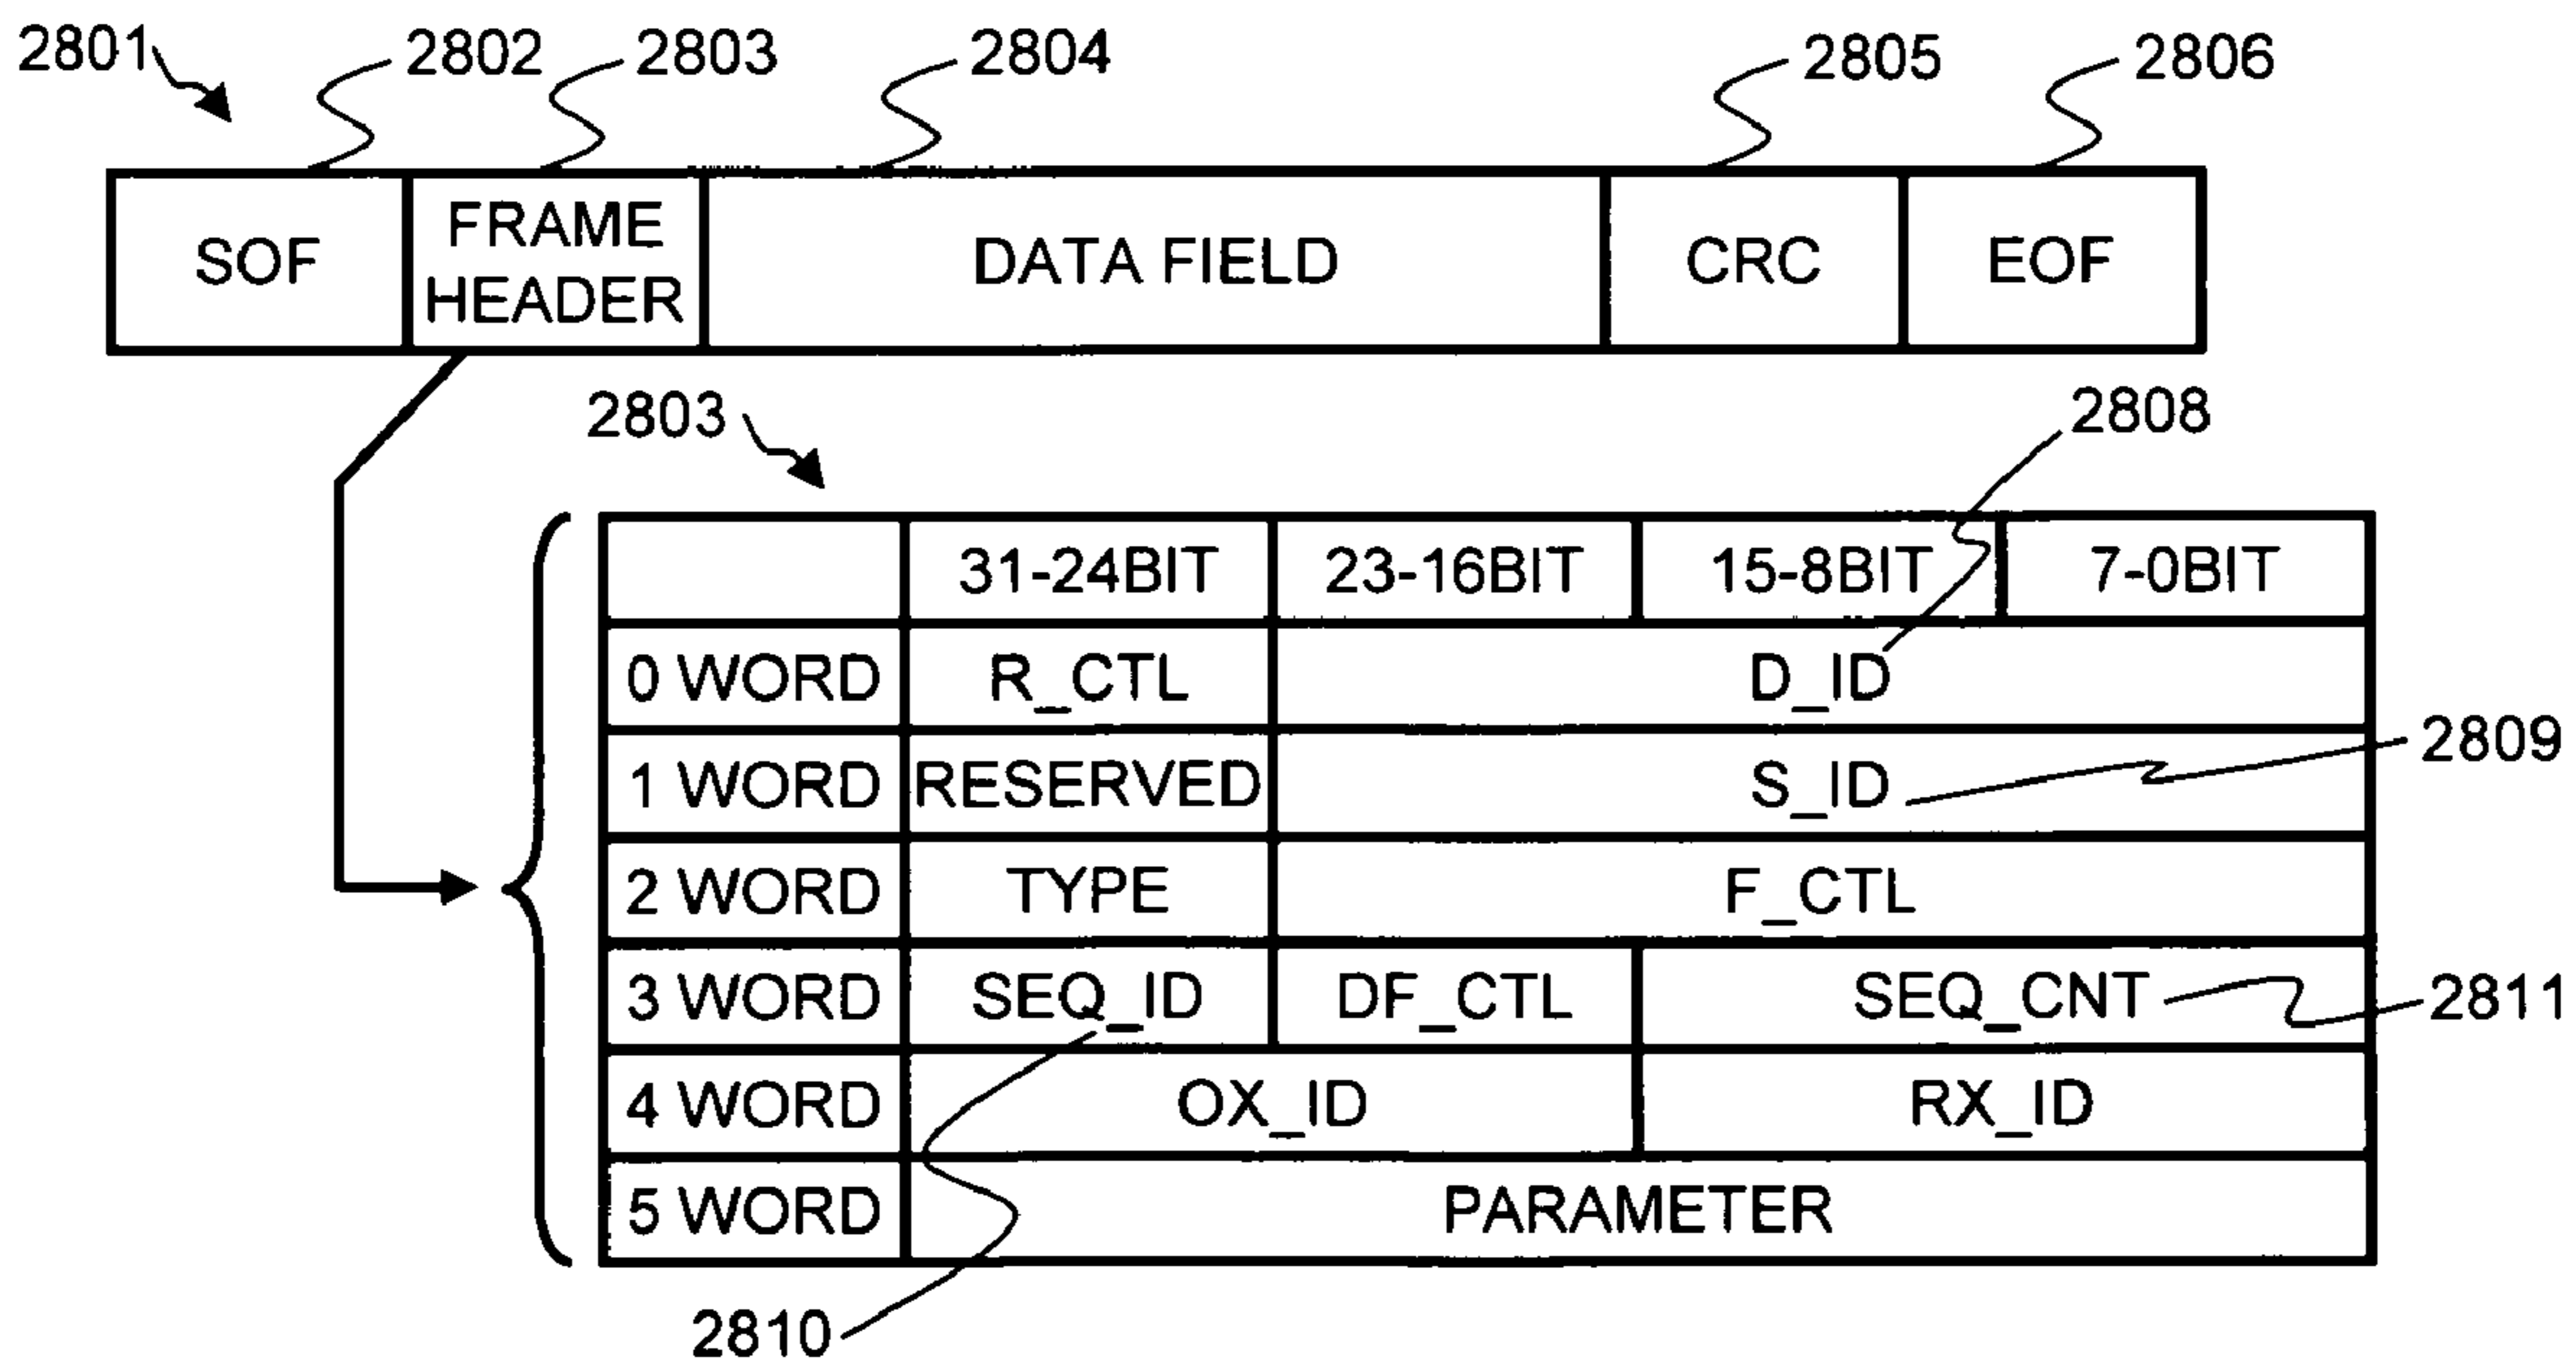 2801 2802 2803 2804 2805 2806
SOF FRAME HEADER DATA FIELD CRC EOF
2803 2808
31-24BIT 23-16BIT 15-8BIT 7-0BIT
0 WORD R_CTL D_ID
1 WORD RESERVED S_ID 2809
2 WORD TYPE F_CTL
3 WORD SEQ_ID DF_CTL SEQ_CNT 2811
4 WORD OX_ID RX_ID
5 WORD PARAMETER
2810